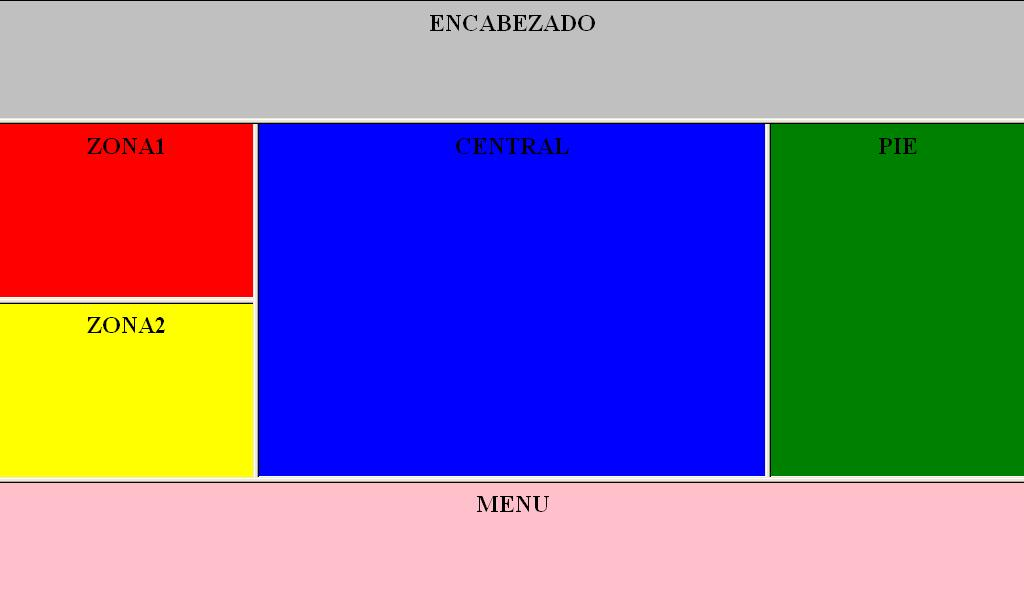 ENCABEZADO
ZONA1
CENTRAL
PIE
ZONA2
MENU